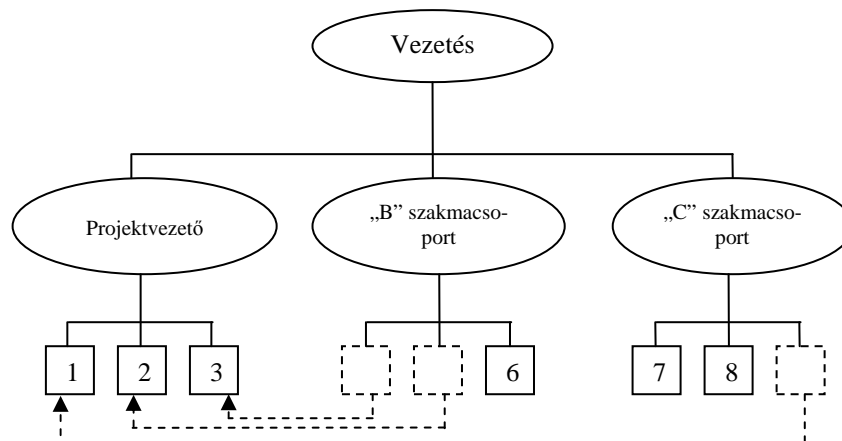 Vezetés
Projektvezető
„B” szakmacso-
port
„C” szakmacso-
port
1 2 3 6 7 8